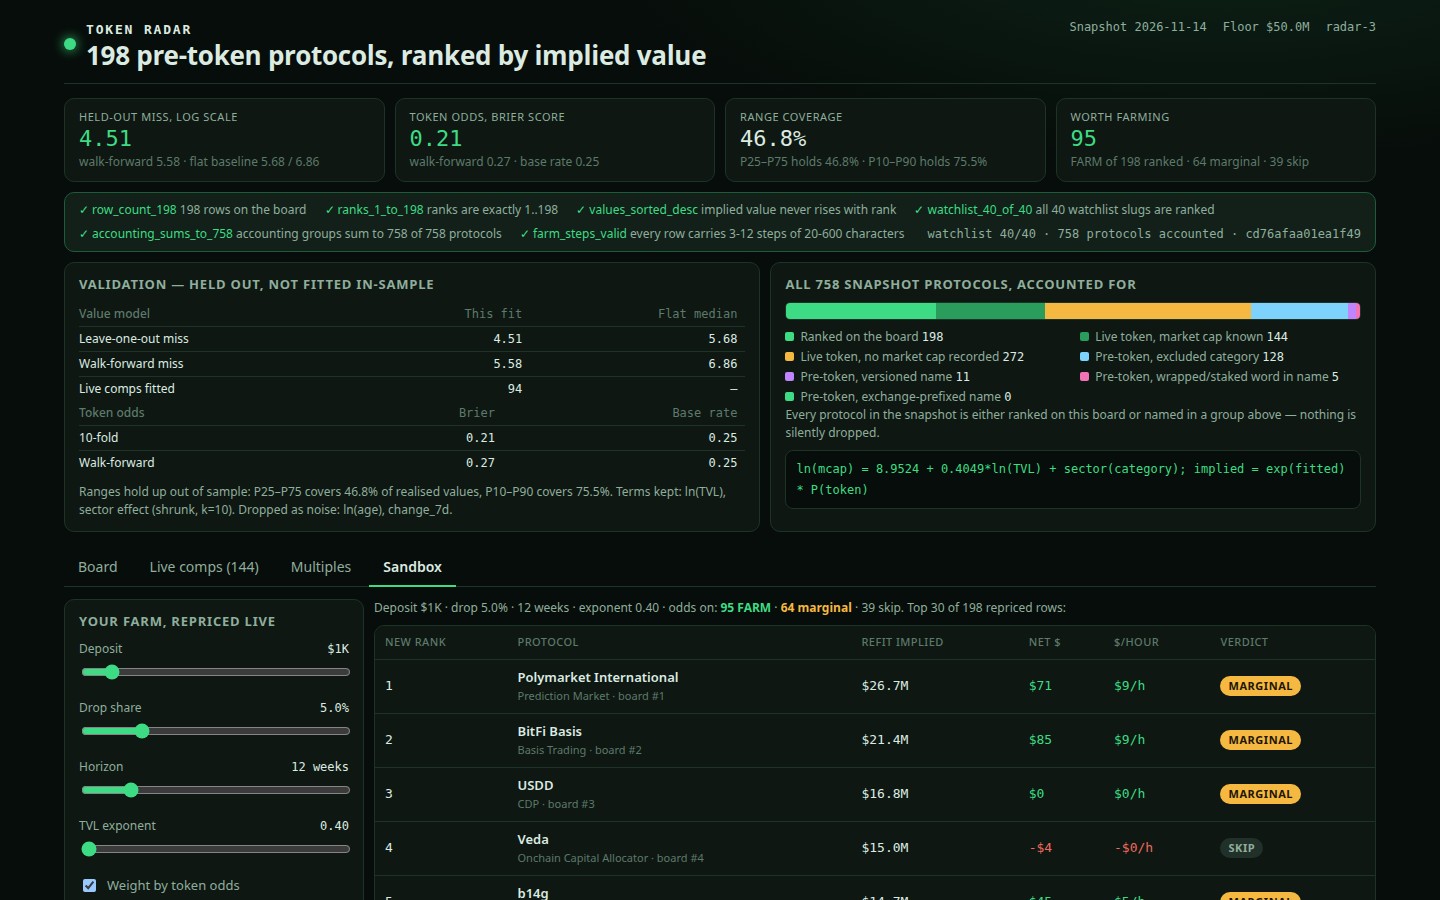 TOKEN RADAR
198 pre-token protocols, ranked by implied value
Snapshot 2026-11-14 Floor $50.0M radar-3
HELD-OUT MISS, LOG SCALE
4.51
walk-forward 5.58 · flat baseline 5.68 / 6.86
TOKEN ODDS, BRIER SCORE
0.21
walk-forward 0.27 · base rate 0.25
RANGE COVERAGE
46.8%
P25–P75 holds 46.8% · P10–P90 holds 75.5%
WORTH FARMING
95
FARM of 198 ranked · 64 marginal · 39 skip
✓ row_count_198 198 rows on the board ✓ ranks_1_to_198 ranks are exactly 1..198 ✓ values_sorted_desc implied value never rises with rank ✓ watchlist_40_of_40 all 40 watchlist slugs are ranked
✓ accounting_sums_to_758 accounting groups sum to 758 of 758 protocols ✓ farm_steps_valid every row carries 3-12 steps of 20-600 characters watchlist 40/40 · 758 protocols accounted · cd76afaa01ea1f49
VALIDATION — HELD OUT, NOT FITTED IN-SAMPLE
Value model This fit Flat median
Leave-one-out miss 4.51 5.68
Walk-forward miss 5.58 6.86
Live comps fitted 94 —
Token odds Brier Base rate
10-fold 0.21 0.25
Walk-forward 0.27 0.25
Ranges hold up out of sample: P25–P75 covers 46.8% of realised values, P10–P90 covers 75.5%. Terms kept: ln(TVL),
sector effect (shrunk, k=10). Dropped as noise: ln(age), change_7d.
ALL 758 SNAPSHOT PROTOCOLS, ACCOUNTED FOR
Ranked on the board 198 Live token, market cap known 144
Live token, no market cap recorded 272 Pre-token, excluded category 128
Pre-token, versioned name 11 Pre-token, wrapped/staked word in name 5
Pre-token, exchange-prefixed name 0
Every protocol in the snapshot is either ranked on this board or named in a group above — nothing is
silently dropped.
ln(mcap) = 8.9524 + 0.4049*ln(TVL) + sector(category); implied = exp(fitted)
* P(token)
Board Live comps (144) Multiples Sandbox
YOUR FARM, REPRICED LIVE
Deposit $1K
Drop share 5.0%
Horizon 12 weeks
TVL exponent 0.40
Weight by token odds
Deposit $1K · drop 5.0% · 12 weeks · exponent 0.40 · odds on: 95 FARM · 64 marginal · 39 skip. Top 30 of 198 repriced rows:
NEW RANK PROTOCOL REFIT IMPLIED NET $ $/HOUR VERDICT
1 Polymarket International $26.7M $71 $9/h MARGINAL
Prediction Market · board #1
2 BitFi Basis $21.4M $85 $9/h MARGINAL
Basis Trading · board #2
3 USDD $16.8M $0 $0/h MARGINAL
CDP · board #3
4 Veda $15.0M -$4 -$0/h SKIP
Onchain Capital Allocator · board #4
b14g